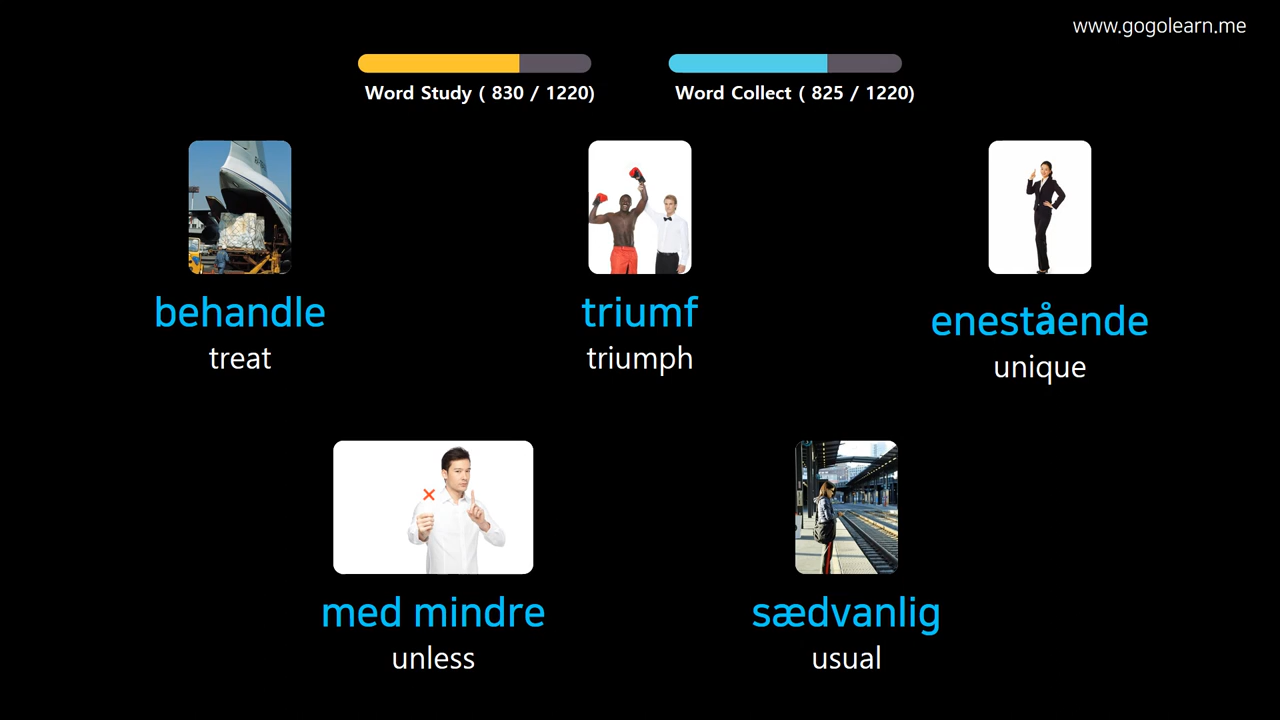 www.gogolearn.me
Word Study ( 830 / 1220)
Word Collect ( 825 / 1220)
behandle
treat
triumf
triumph
enestående
unique
med mindre
unless
sædvanlig
usual